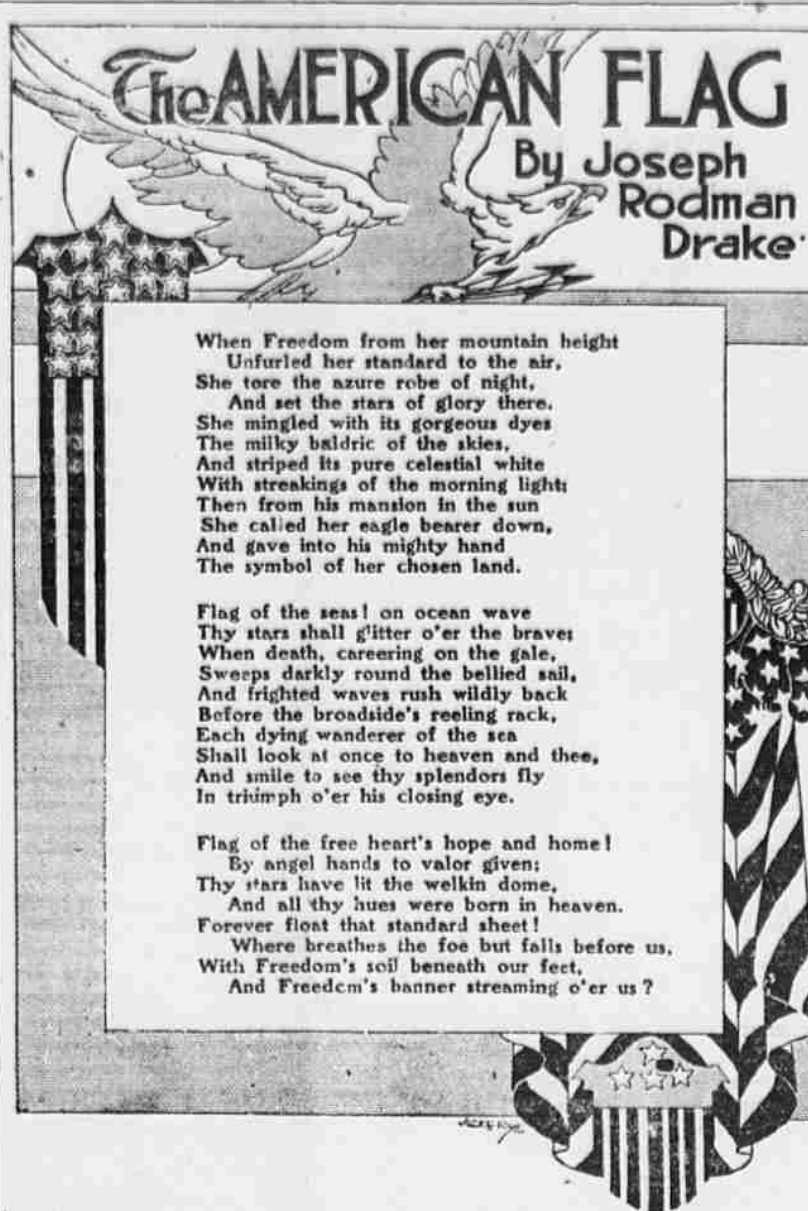 The AMERICAN FLAG
By Joseph
Rodman
Drake
When Freedom from her mountain height
Unfurled her standard to the air,
She tore the azure robe of night,
And set the stars of glory there.
She mingled with its gorgeous dyes
The milky baldric of the skies,
And striped its pure celestial white
With streakings of the morning light;
Then from his mansion in the sun
She called her eagle bearer down,
And gave into his mighty hand
The symbol of her chosen land.
Flag of the seas! on ocean wave
Thy stars shall glitter o'er the brave;
When death, careering on the gale,
Sweeps darkly round the bellied sail,
And frighted waves rush wildly back
Before the broadside's reeling rack,
Each dying wanderer of the sea
Shall look at once to heaven and thee,
And smile to see thy splendors fly
In triumph o'er his closing eye.
Flag of the free heart's hope and home!
By angel hands to valor given;
Thy stars have lit the welkin dome,
And all thy hues were born in heaven.
Forever float that standard sheet!
Where breathes the foe but falls before us,
With Freedom's soil beneath our feet,
And Freedom's banner streaming o'er us?